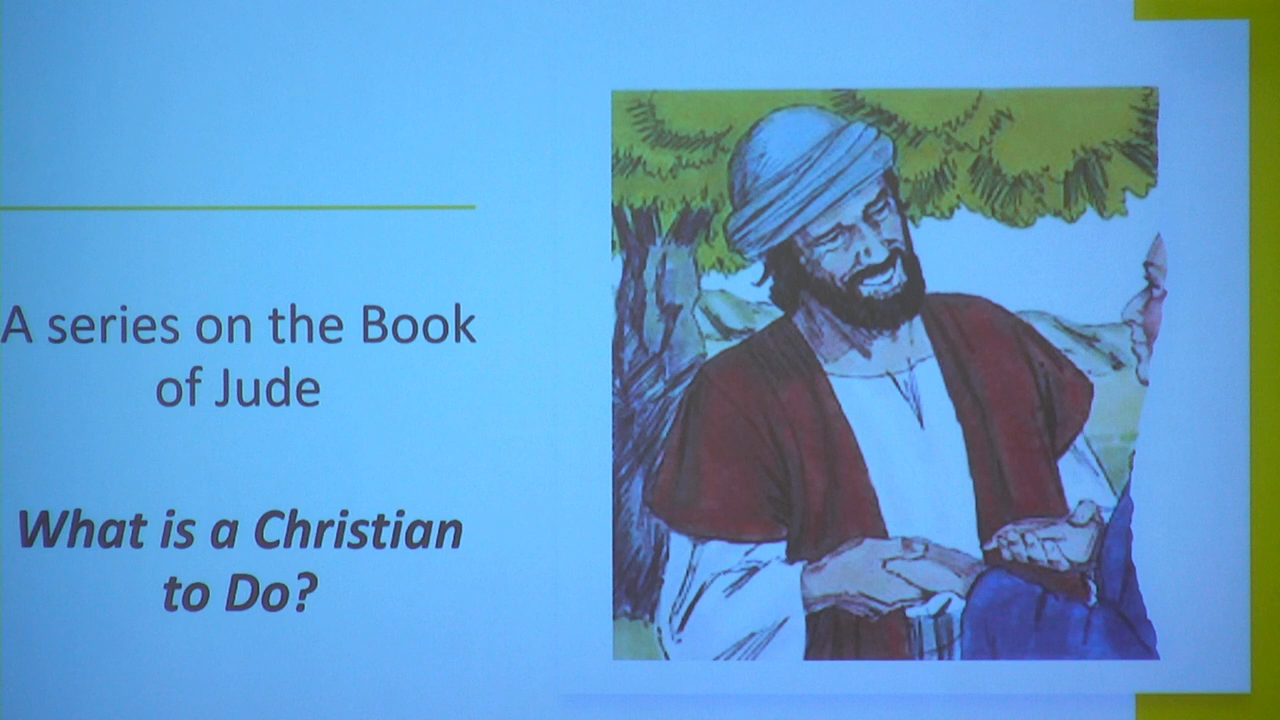 A series on the Book
of Jude
What is a Christian
to Do?